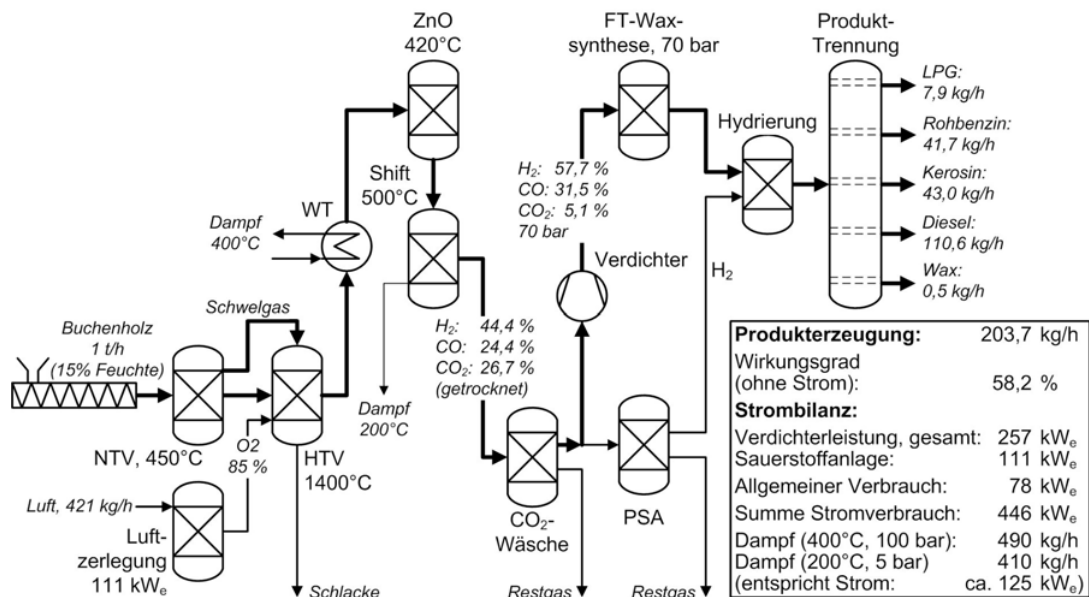 ZnO
420°C
FT-Wax-
synthese, 70 bar
Produkt-
Trennung
LPG:
7,9 kg/h
Rohbenzin:
41,7 kg/h
Kerosin:
43,0 kg/h
Diesel:
110,6 kg/h
Wax:
0,5 kg/h
Hydrierung
H₂: 57,7 %
CO: 31,5 %
CO₂: 5,1 %
70 bar
Shift
500°C
WT
Dampf
400°C
Verdichter
H₂
Schwelgas
Buchenholz
1 t/h
(15% Feuchte)
H₂: 44,4 %
CO: 24,4 %
CO₂: 26,7 %
(getrocknet)
Dampf
200°C
O2
85 %
NTV, 450°C
HTV
1400°C
Luft, 421 kg/h
Luft-
zerlegung
111 kWₑ
CO₂-
Wäsche
PSA
Schlacke
Restgas
Restgas
Produkterzeugung: 203,7 kg/h
Wirkungsgrad
(ohne Strom): 58,2 %
Strombilanz:
Verdichterleistung, gesamt: 257 kWₑ
Sauerstoffanlage: 111 kWₑ
Allgemeiner Verbrauch: 78 kWₑ
Summe Stromverbrauch: 446 kWₑ
Dampf (400°C, 100 bar): 490 kg/h
Dampf (200°C, 5 bar) 410 kg/h
(entspricht Strom: ca. 125 kWₑ)